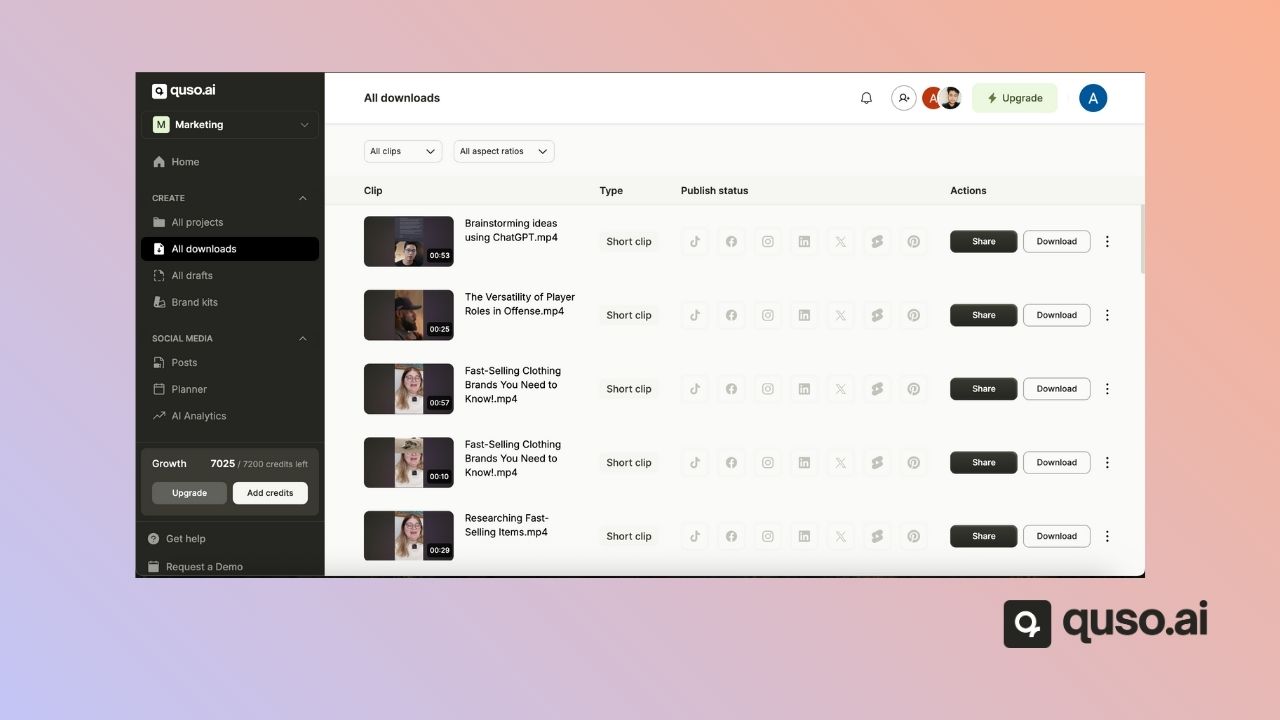 quso.ai
M Marketing
Home
CREATE
All projects
All downloads
All drafts
Brand kits
SOCIAL MEDIA
Posts
Planner
AI Analytics
Growth 7025 / 7200 credits left
Upgrade Add credits
Get help
Request a Demo
All downloads
A Upgrade A
All clips All aspect ratios
Clip Type Publish status Actions
Brainstorming ideas
using ChatGPT.mp4
00:53
Short clip
Share Download
The Versatility of Player
Roles in Offense.mp4
00:25
Short clip
Share Download
Fast-Selling Clothing
Brands You Need to
Know!.mp4
00:57
Short clip
Share Download
Fast-Selling Clothing
Brands You Need to
Know!.mp4
00:10
Short clip
Share Download
Researching Fast-
Selling Items.mp4
00:29
Short clip
Share Download
quso.ai